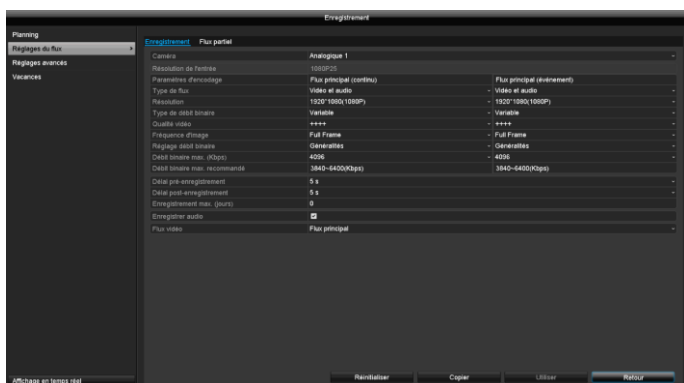 Enregistrement
Planning
Réglages du flux
Réglages avancés
Vacances
Enregistrement Flux partiel
Caméra Analogique 1
Résolution de l'entrée 1080P25
Paramètres d'encodage Flux principal (continu) Flux principal (événement)
Type de flux Vidéo et audio Vidéo et audio
Résolution 1920*1080(1080P) 1920*1080(1080P)
Type de débit binaire Variable Variable
Qualité vidéo ++++ ++++
Fréquence d'image Full Frame Full Frame
Réglage débit binaire Généralités Généralités
Débit binaire max. (Kbps) 4096 4096
Débit binaire max. recommandé 3840~6400(Kbps) 3840~6400(Kbps)
Délai pré-enregistrement 5 s
Délai post-enregistrement 5 s
Enregistrement max. (jours) 0
Enregistrer audio
Flux vidéo Flux principal
Affichage en temps réel Réinitialiser Copier Utiliser Retour